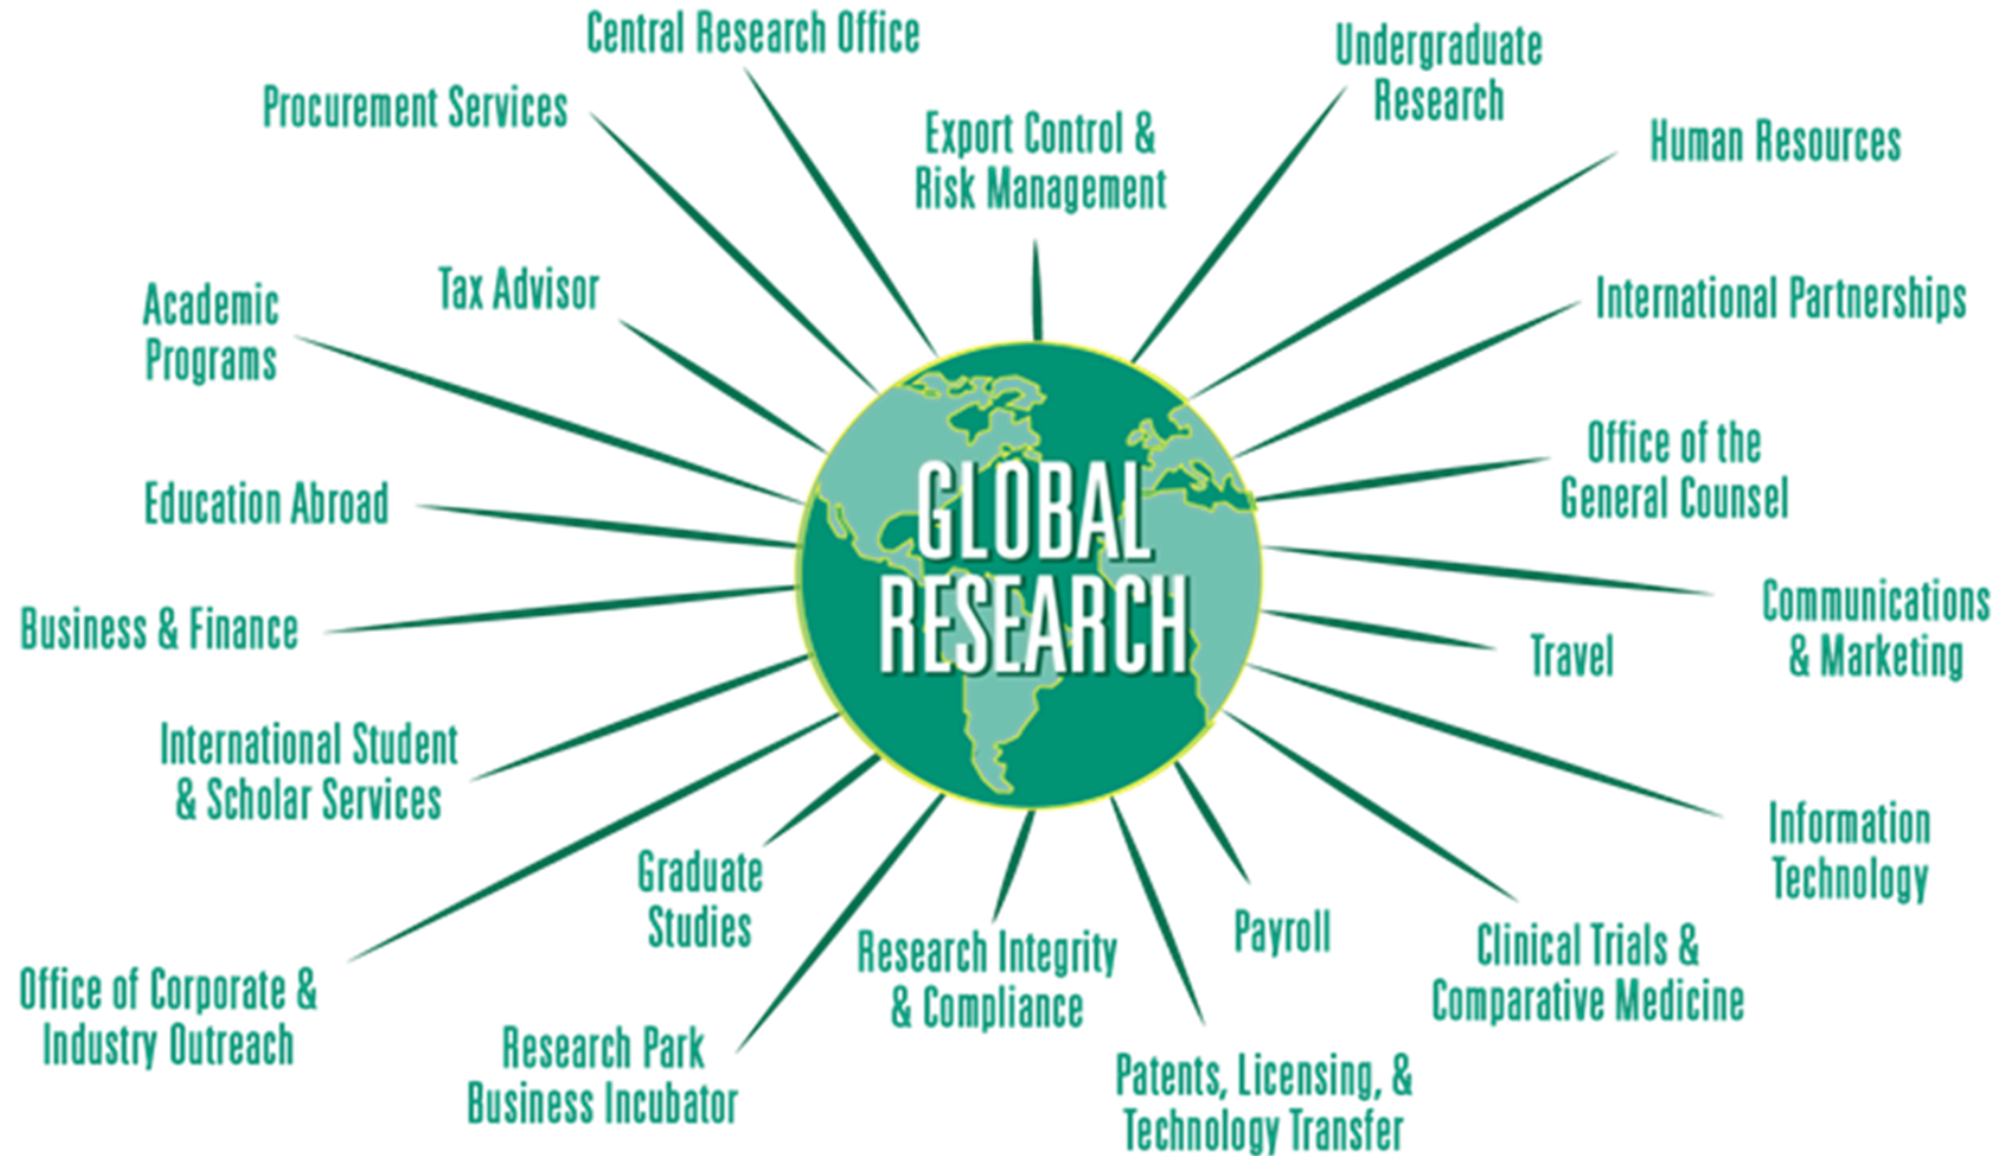 Central Research Office
Undergraduate
Research
Procurement Services
Export Control &
Risk Management
Human Resources
Tax Advisor
International Partnerships
Academic
Programs
Office of the
General Counsel
Education Abroad
GLOBAL
RESEARCH
Communications
& Marketing
Business & Finance
Travel
International Student
& Scholar Services
Information
Technology
Graduate
Studies
Payroll
Research Integrity
& Compliance
Clinical Trials &
Comparative Medicine
Office of Corporate &
Industry Outreach
Research Park
Business Incubator
Patents, Licensing, &
Technology Transfer